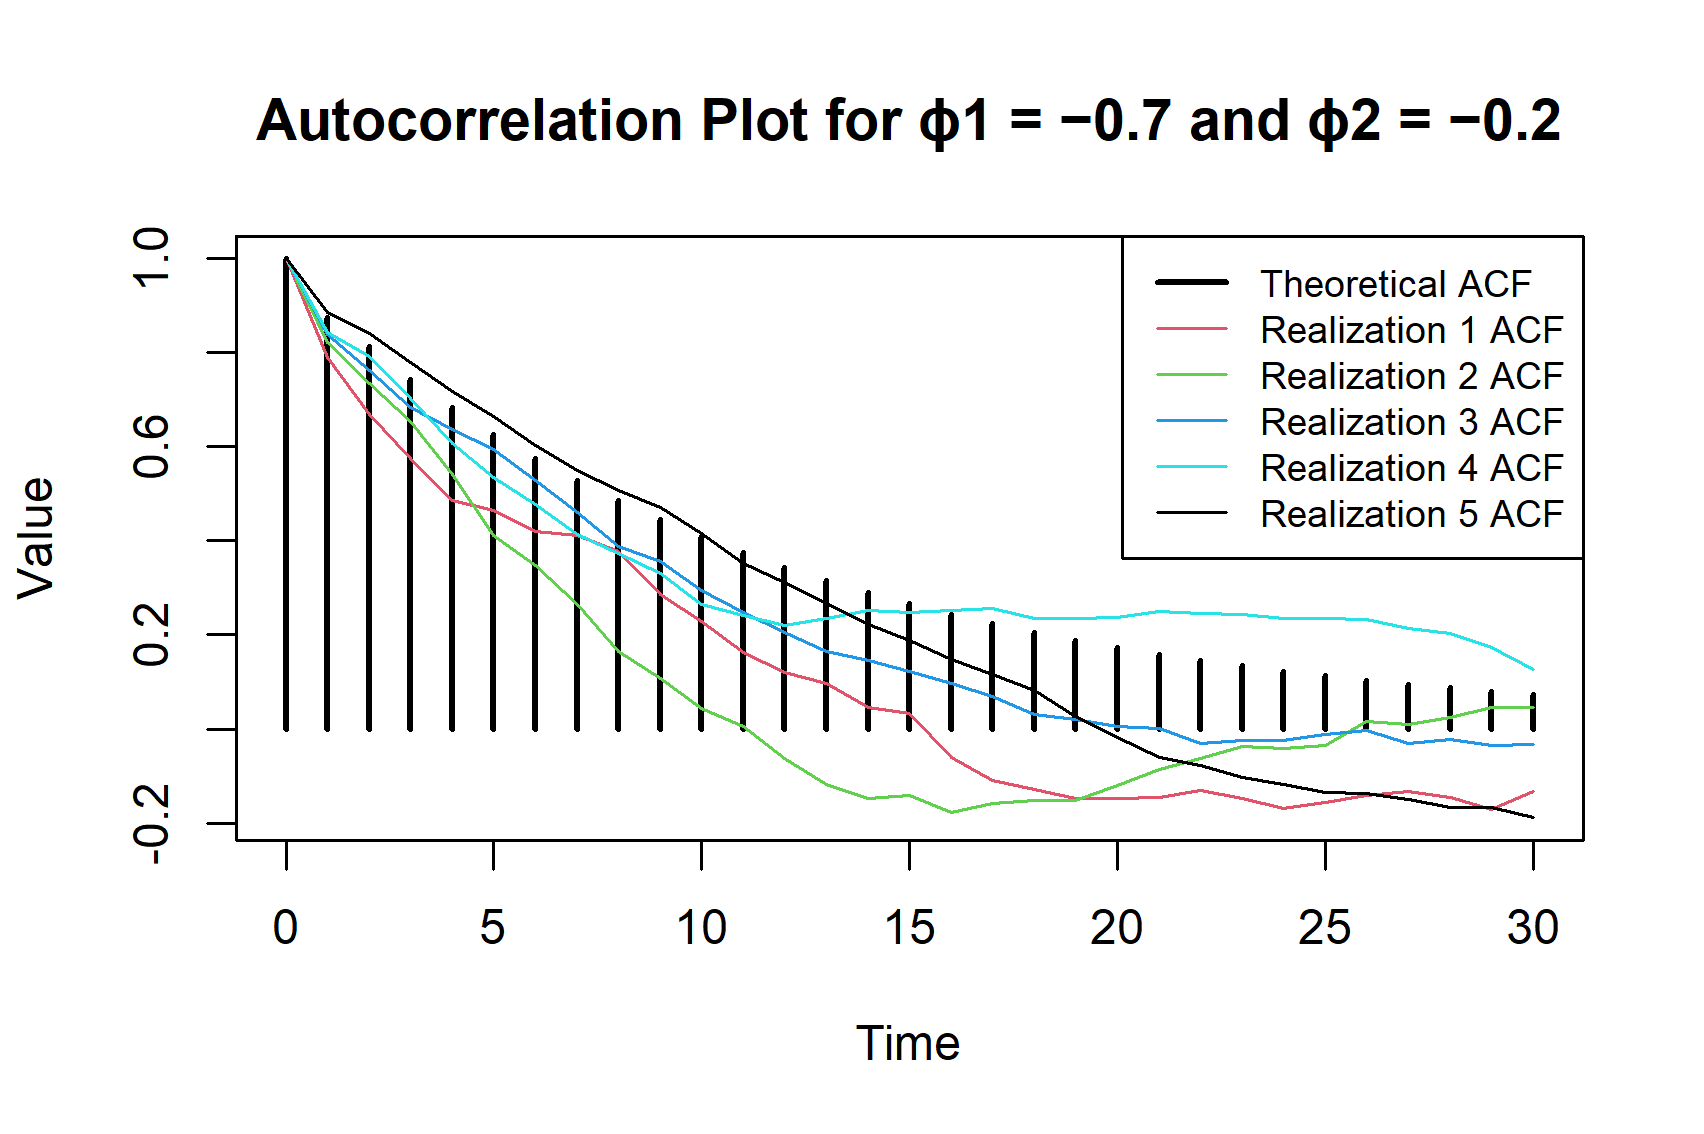 Autocorrelation Plot for ϕ1 = −0.7 and ϕ2 = −0.2
Theoretical ACF
Realization 1 ACF
Realization 2 ACF
Realization 3 ACF
Realization 4 ACF
Realization 5 ACF
Value
1.0
0.6
0.2
-0.2
0 5 10 15 20 25 30
Time